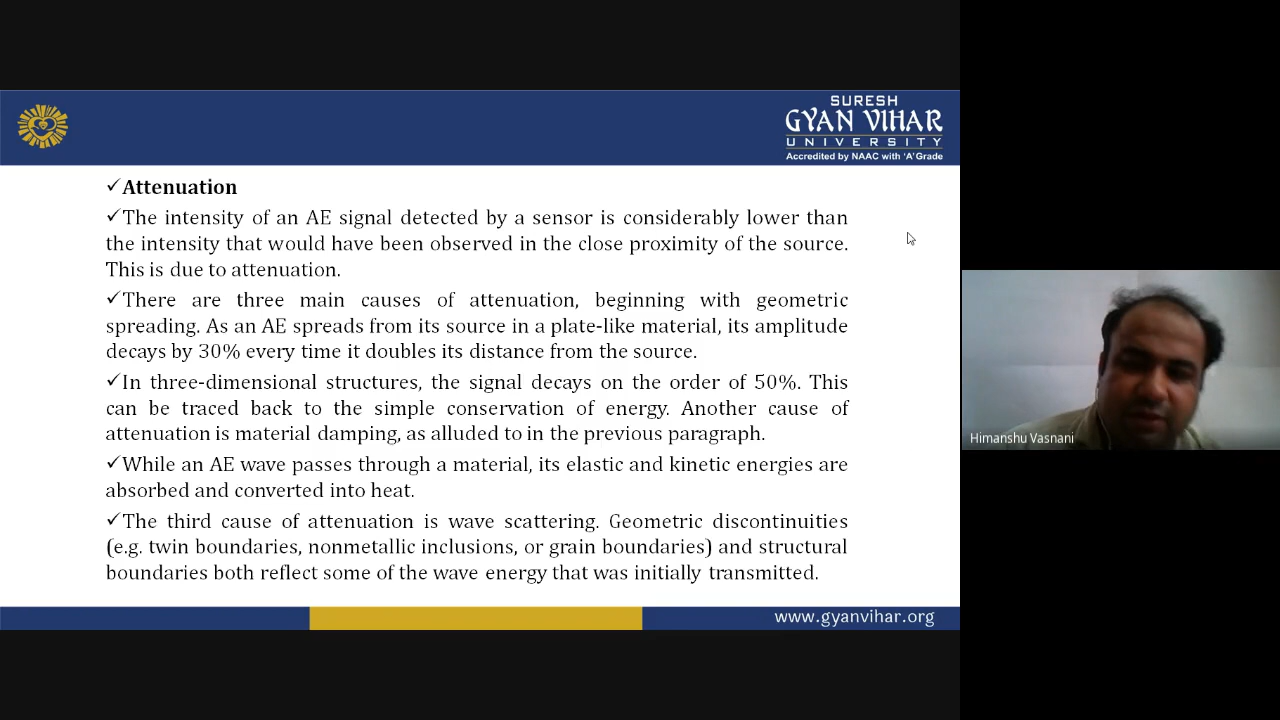 SURESH
GYAN VIHAR
UNIVERSITY
Accredited by NAAC with 'A' Grade
✓Attenuation
✓The intensity of an AE signal detected by a sensor is considerably lower than
the intensity that would have been observed in the close proximity of the source.
This is due to attenuation.
✓There are three main causes of attenuation, beginning with geometric
spreading. As an AE spreads from its source in a plate-like material, its amplitude
decays by 30% every time it doubles its distance from the source.
✓In three-dimensional structures, the signal decays on the order of 50%. This
can be traced back to the simple conservation of energy. Another cause of
attenuation is material damping, as alluded to in the previous paragraph.
✓While an AE wave passes through a material, its elastic and kinetic energies are
absorbed and converted into heat.
✓The third cause of attenuation is wave scattering. Geometric discontinuities
(e.g. twin boundaries, nonmetallic inclusions, or grain boundaries) and structural
boundaries both reflect some of the wave energy that was initially transmitted.
www.gyanvihar.org
Himanshu Vasnani